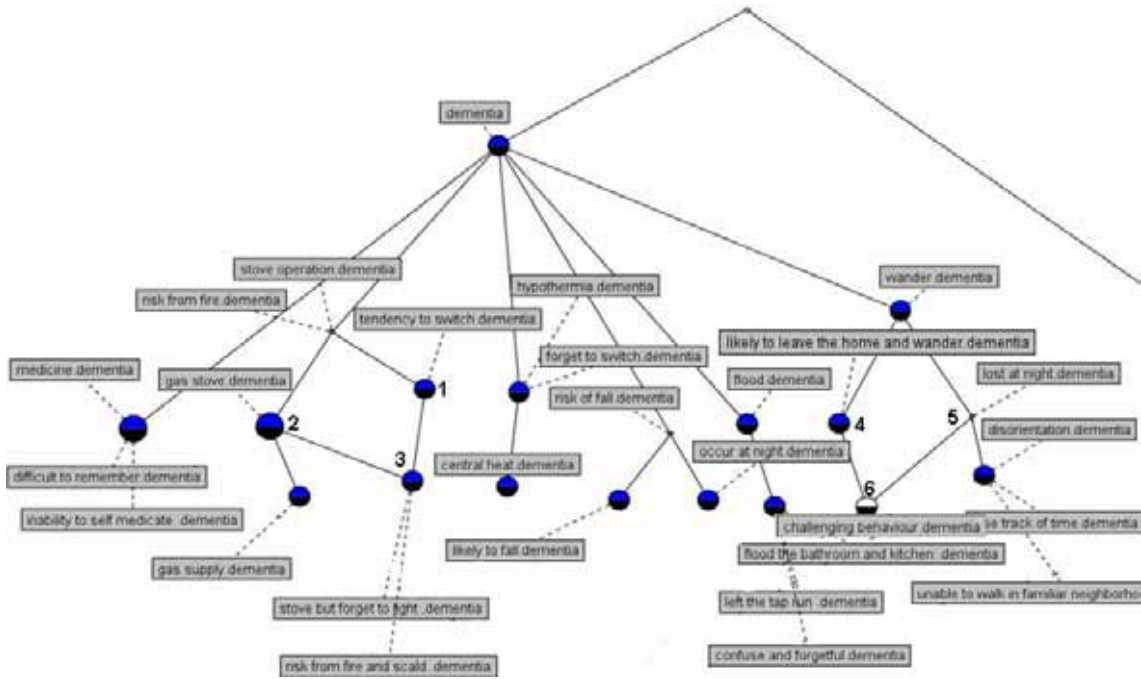 dementia
stove operation.dementia
wander.dementia
hypothermia.dementia
risk from fire.dementia
tendency to switch.dementia
likely to leave the home and wander.dementia
medicine.dementia
forget to switch.dementia
flood.dementia
lost at night.dementia
gas stove.dementia
1
risk of fall.dementia
5
disorientation.dementia
2
4
occur at night.dementia
3
central heat.dementia
difficult to remember.dementia
6
inability to self medicate .dementia
challenging behaviour.dementia
track of time.dementia
likely to fall.dementia
flood the bathroom and kitchen .dementia
gas supply.dementia
unable to walk in familiar
stove but forget to light .dementia
left the tap run .dementia
risk from fire and scald .dementia
confuse and forgetful.dementia